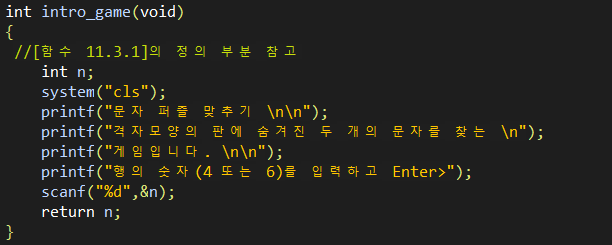 int intro_game(void)
{
 //[함수 11.3.1]의 정의 부분 참고
    int n;
    system("cls");
    printf("문자 퍼즐 맞추기 \n\n");
    printf("격자모양의 판에 숨겨진 두 개의 문자를 찾는 \n");
    printf("게임입니다. \n\n");
    printf("행의 숫자(4 또는 6)를 입력하고 Enter>");
    scanf("%d",&n);
    return n;
}